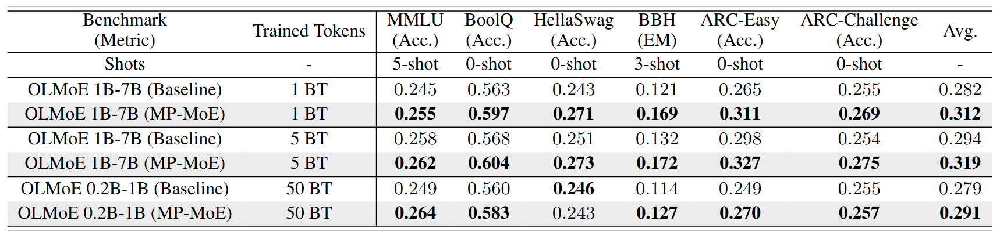 Benchmark (Metric) Trained Tokens MMLU (Acc.) BoolQ (Acc.) HellaSwag (Acc.) BBH (EM) ARC-Easy (Acc.) ARC-Challenge (Acc.) Avg.
Shots - 5-shot 0-shot 0-shot 3-shot 0-shot 0-shot -
OLMoE 1B-7B (Baseline) 1 BT 0.245 0.563 0.243 0.121 0.265 0.255 0.282
OLMoE 1B-7B (MP-MoE) 1 BT 0.255 0.597 0.271 0.169 0.311 0.269 0.312
OLMoE 1B-7B (Baseline) 5 BT 0.258 0.568 0.251 0.132 0.298 0.254 0.294
OLMoE 1B-7B (MP-MoE) 5 BT 0.262 0.604 0.273 0.172 0.327 0.275 0.319
OLMoE 0.2B-1B (Baseline) 50 BT 0.249 0.560 0.246 0.114 0.249 0.255 0.279
OLMoE 0.2B-1B (MP-MoE) 50 BT 0.264 0.583 0.243 0.127 0.270 0.257 0.291